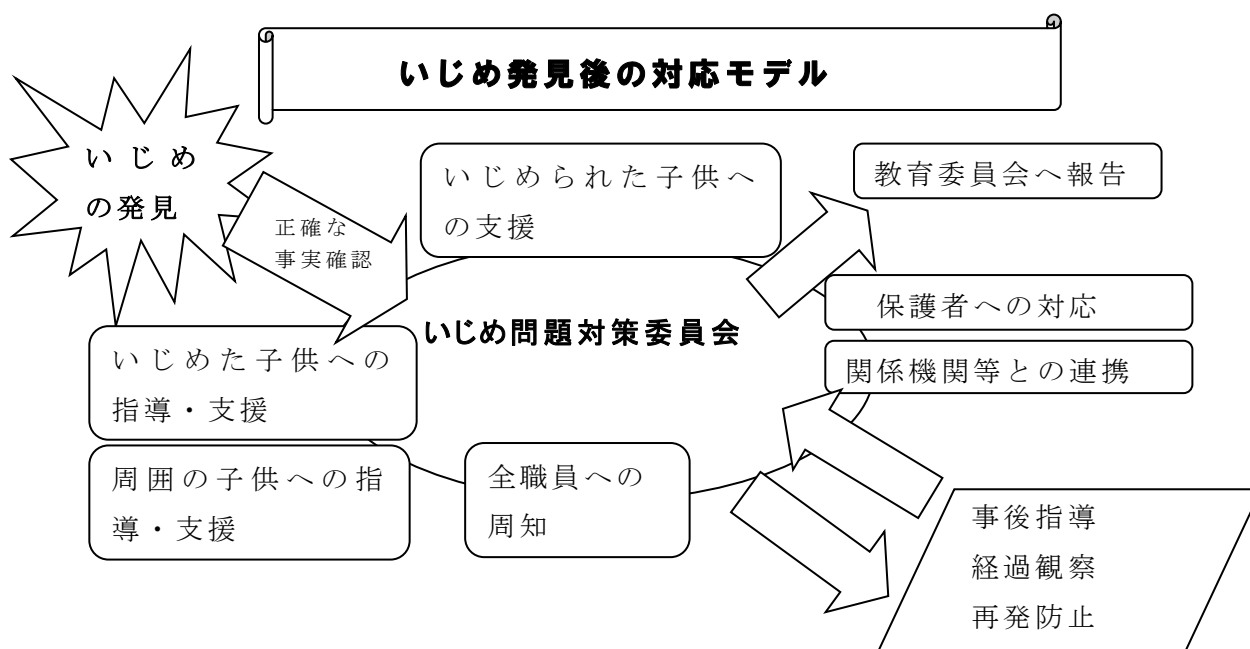 いじめ発見後の対応モデル
いじめ
の発見
正確な
事実確認
いじめられた子供へ
の支援
教育委員会へ報告
保護者への対応
関係機関等との連携
いじめ問題対策委員会
いじめた子供への
指導・支援
周囲の子供への指
導・支援
全職員への
周知
事後指導
経過観察
再発防止